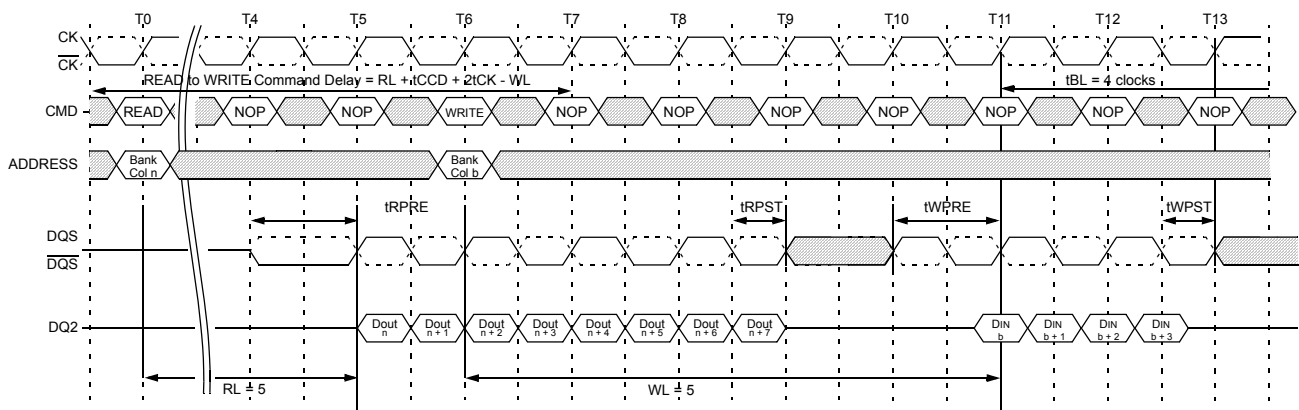 T0 T4 T5 T6 T7 T8 T9 T10 T11 T12 T13
CK
CK
READ to WRITE Command Delay = RL + tCCD + 2tCK - WL
tBL = 4 clocks
CMD READ NOP NOP WRITE NOP NOP NOP NOP NOP NOP NOP
ADDRESS Bank Col n Bank Col b
tRPRE tRPST tWPRE tWPST
DQS
DQS
DQ2 Dout n Dout n + 1 Dout n + 2 Dout n + 3 Dout n + 4 Dout n + 5 Dout n + 6 Dout n + 7 DIN b DIN b + 1 DIN b + 2 DIN b + 3
RL = 5 WL = 5